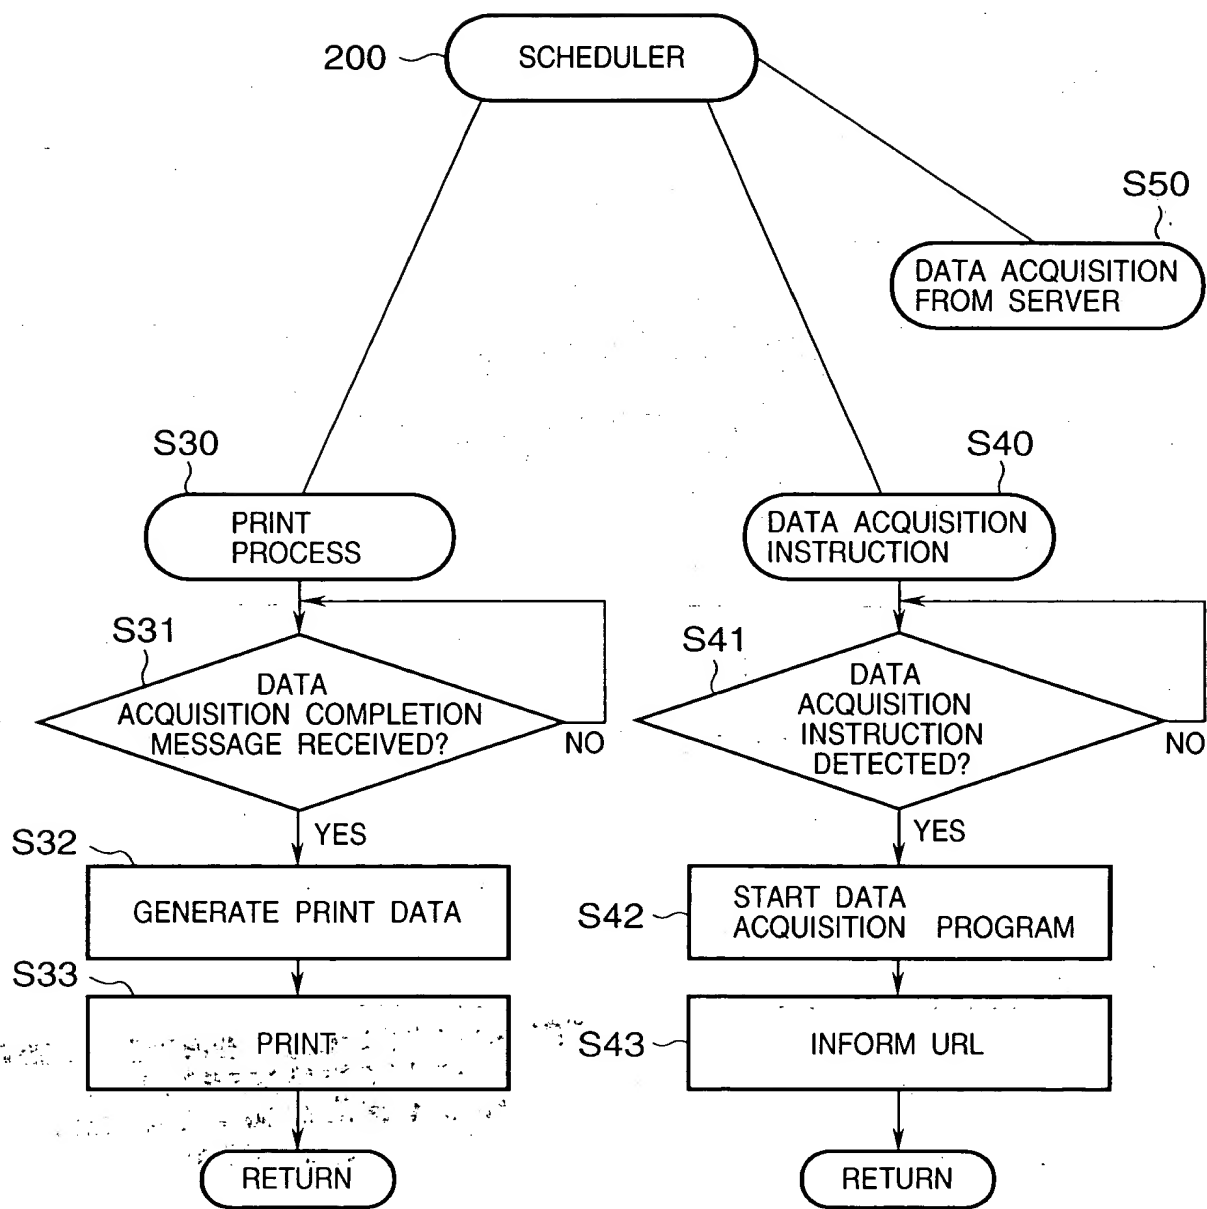 200
SCHEDULER
S50
DATA ACQUISITION
FROM SERVER
S30
PRINT
PROCESS
S40
DATA ACQUISITION
INSTRUCTION
S31
DATA
ACQUISITION COMPLETION
MESSAGE RECEIVED?
NO
S41
DATA
ACQUISITION
INSTRUCTION
DETECTED?
NO
YES
YES
S32
GENERATE PRINT DATA
S42
START DATA
ACQUISITION PROGRAM
S33
PRINT
S43
INFORM URL
RETURN
RETURN